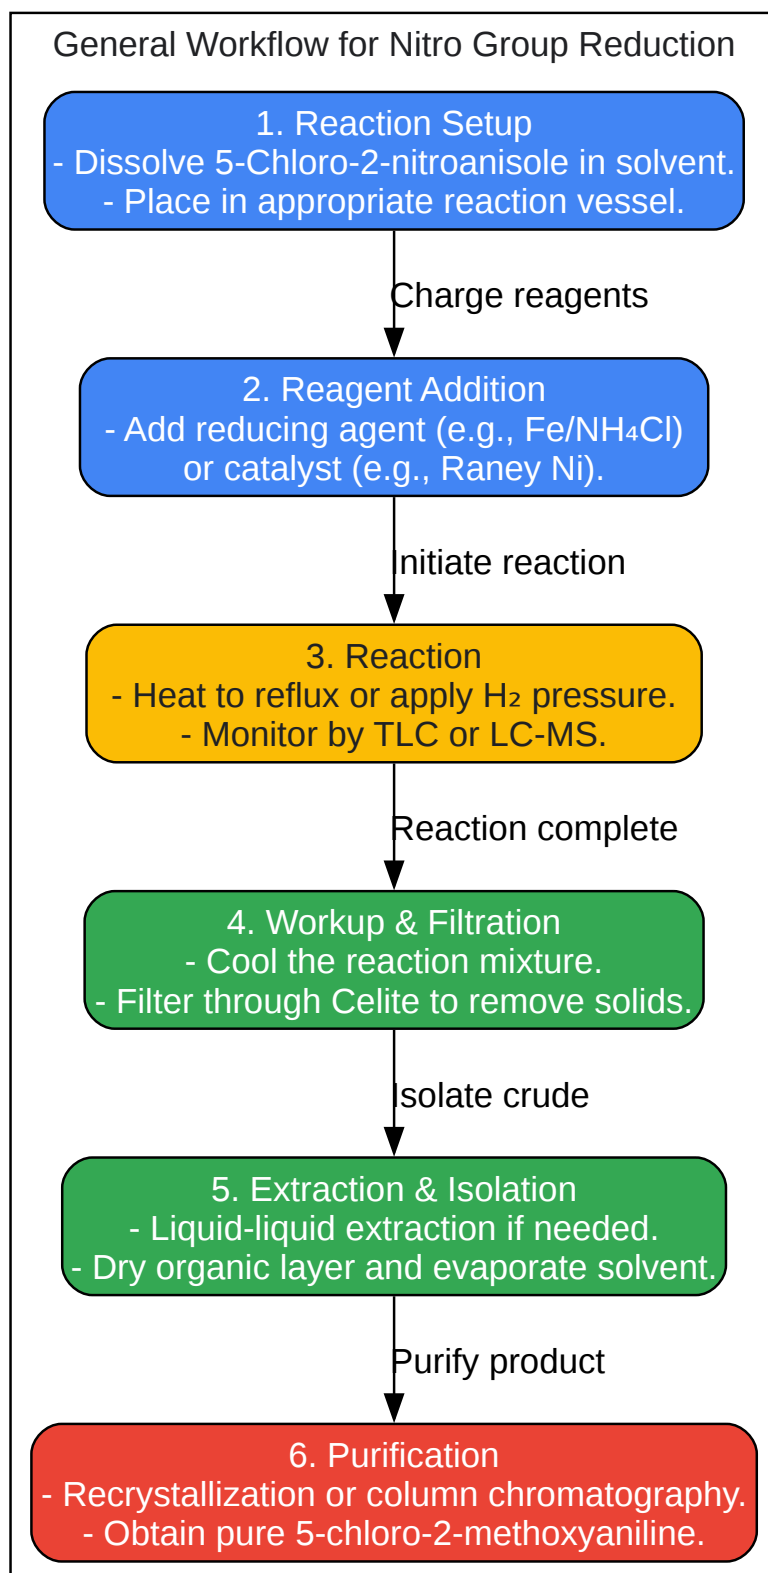 General Workflow for Nitro Group Reduction
1. Reaction Setup
- Dissolve 5-Chloro-2-nitroanisole in solvent.
- Place in appropriate reaction vessel.
Charge reagents
2. Reagent Addition
- Add reducing agent (e.g., Fe/NH₄Cl)
or catalyst (e.g., Raney Ni).
Initiate reaction
3. Reaction
- Heat to reflux or apply H₂ pressure.
- Monitor by TLC or LC-MS.
Reaction complete
4. Workup & Filtration
- Cool the reaction mixture.
- Filter through Celite to remove solids.
Isolate crude
5. Extraction & Isolation
- Liquid-liquid extraction if needed.
- Dry organic layer and evaporate solvent.
Purify product
6. Purification
- Recrystallization or column chromatography.
- Obtain pure 5-chloro-2-methoxyaniline.